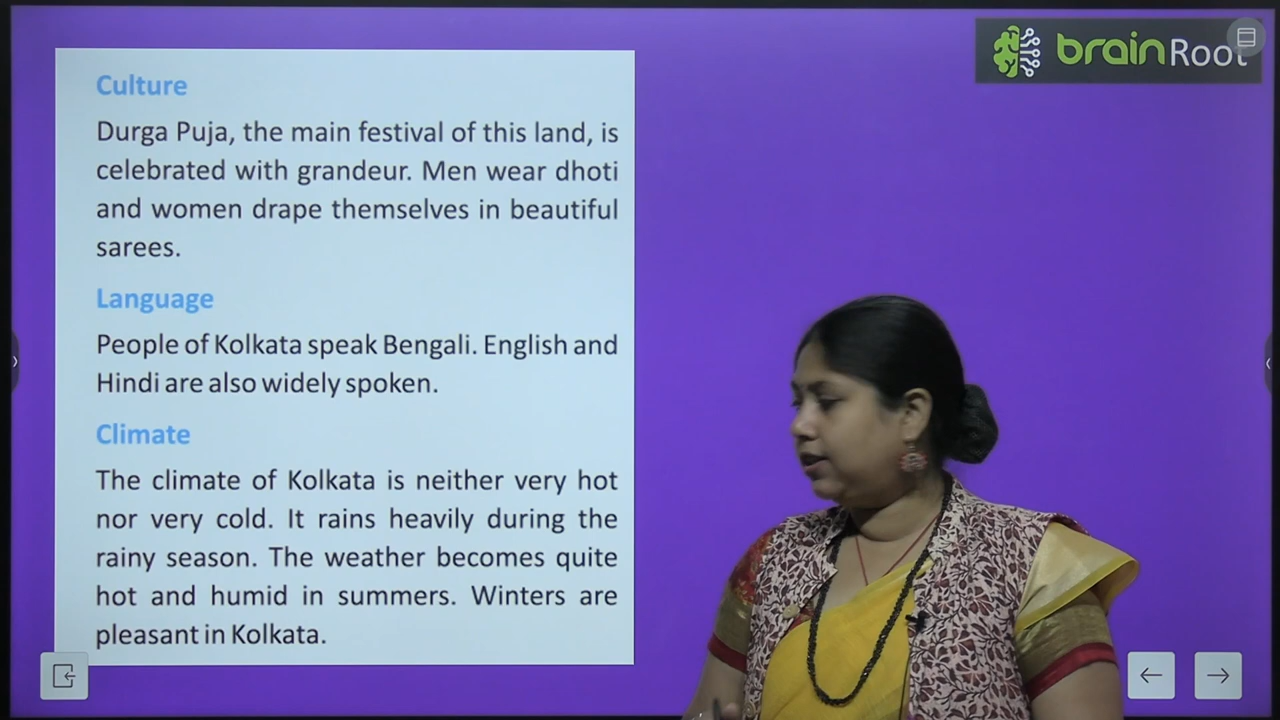 brainRoot
Culture
Durga Puja, the main festival of this land, is
celebrated with grandeur. Men wear dhoti
and women drape themselves in beautiful
sarees.
Language
People of Kolkata speak Bengali. English and
Hindi are also widely spoken.
Climate
The climate of Kolkata is neither very hot
nor very cold. It rains heavily during the
rainy season. The weather becomes quite
hot and humid in summers. Winters are
pleasant in Kolkata.